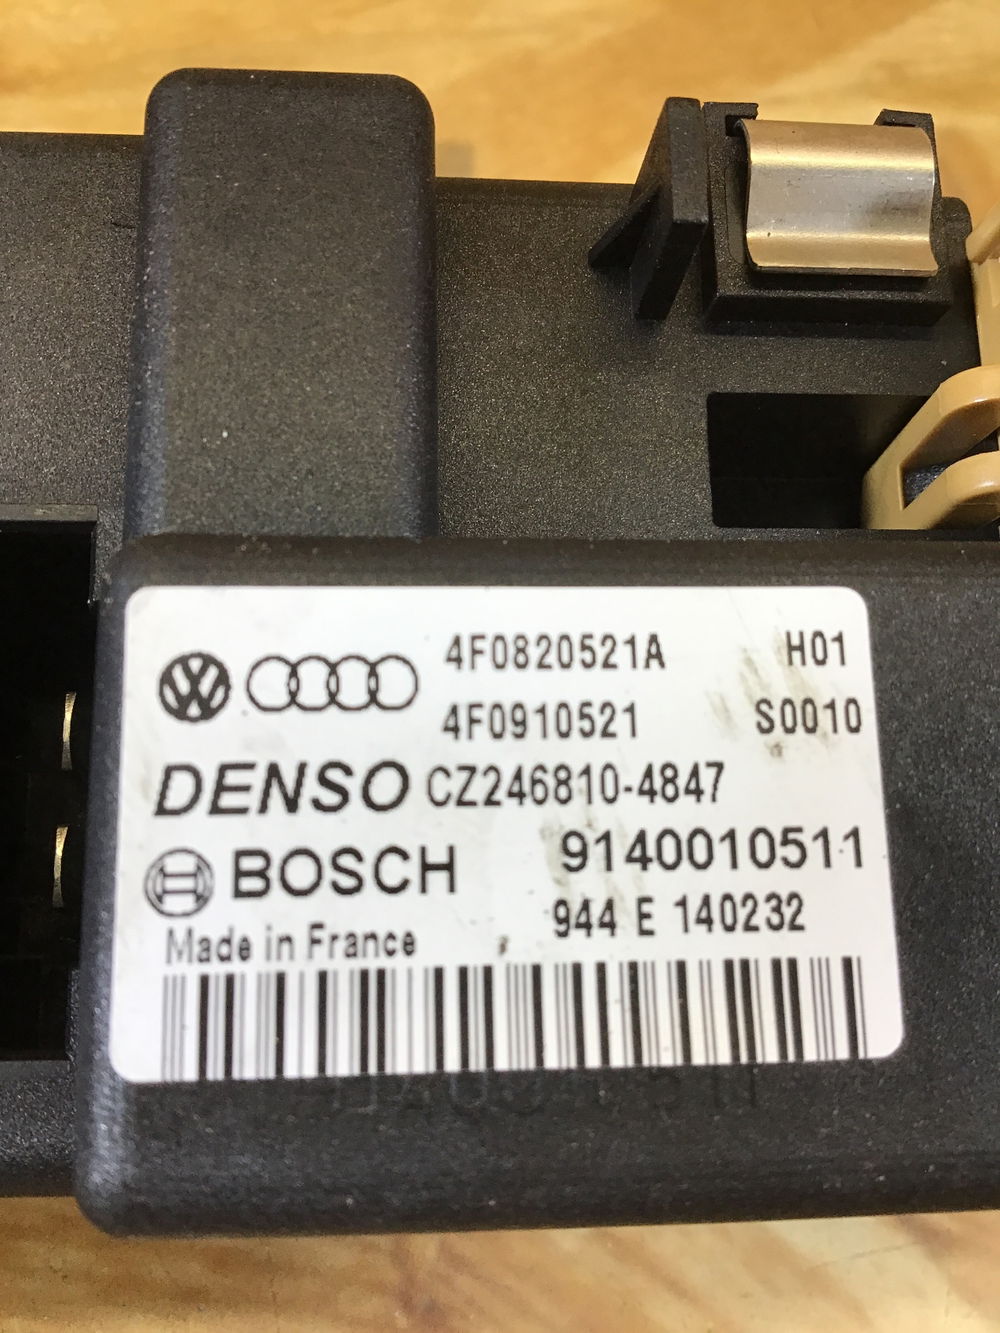 4F0820521A H01
4F0910521 S0010
DENSO CZ246810-4847
BOSCH 9140010511
944 E 140232
Made in France